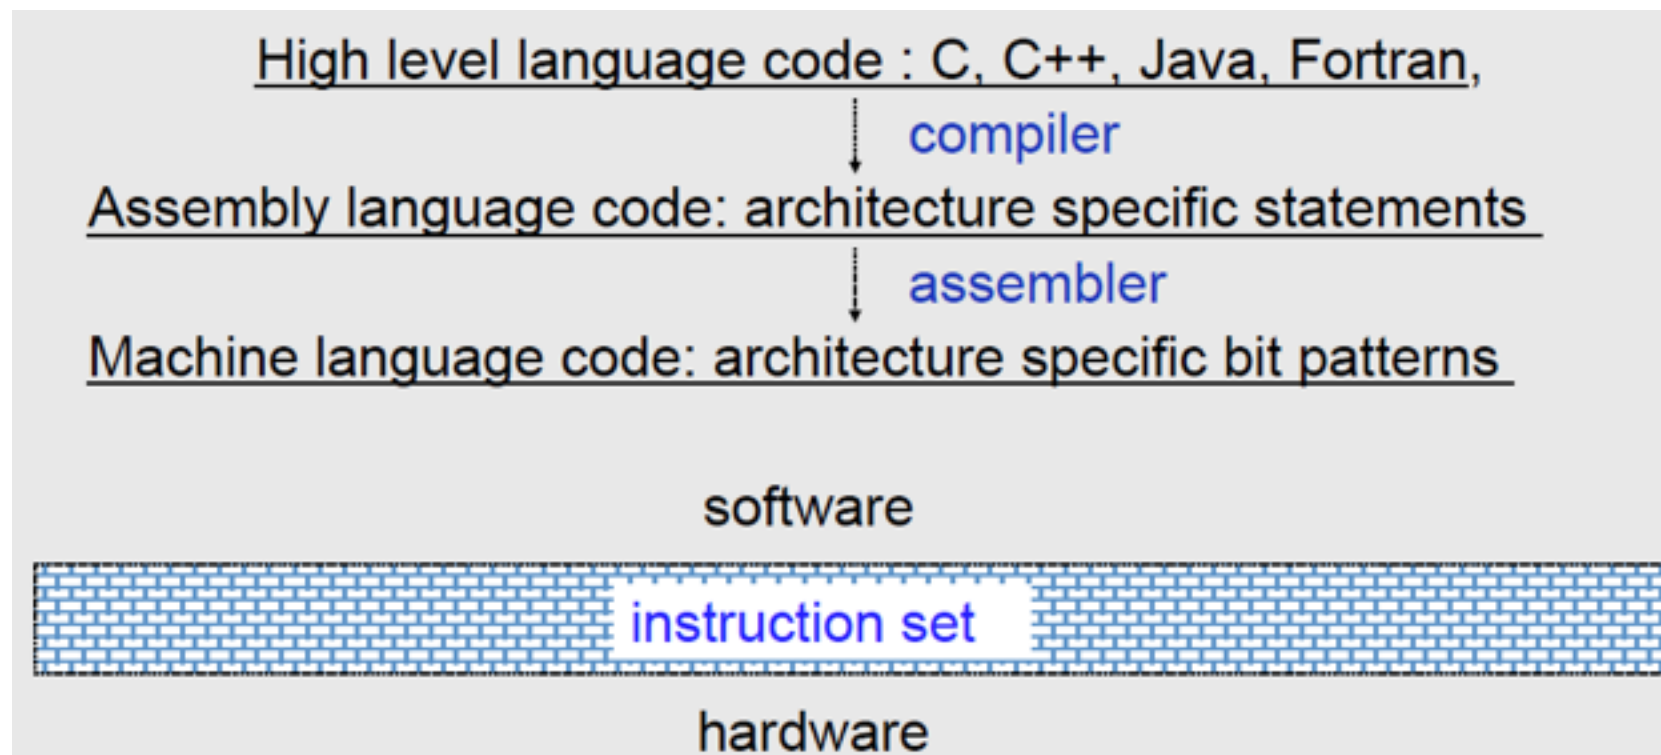 High level language code : C, C++, Java, Fortran,
compiler
Assembly language code: architecture specific statements
assembler
Machine language code: architecture specific bit patterns
software
instruction set
hardware